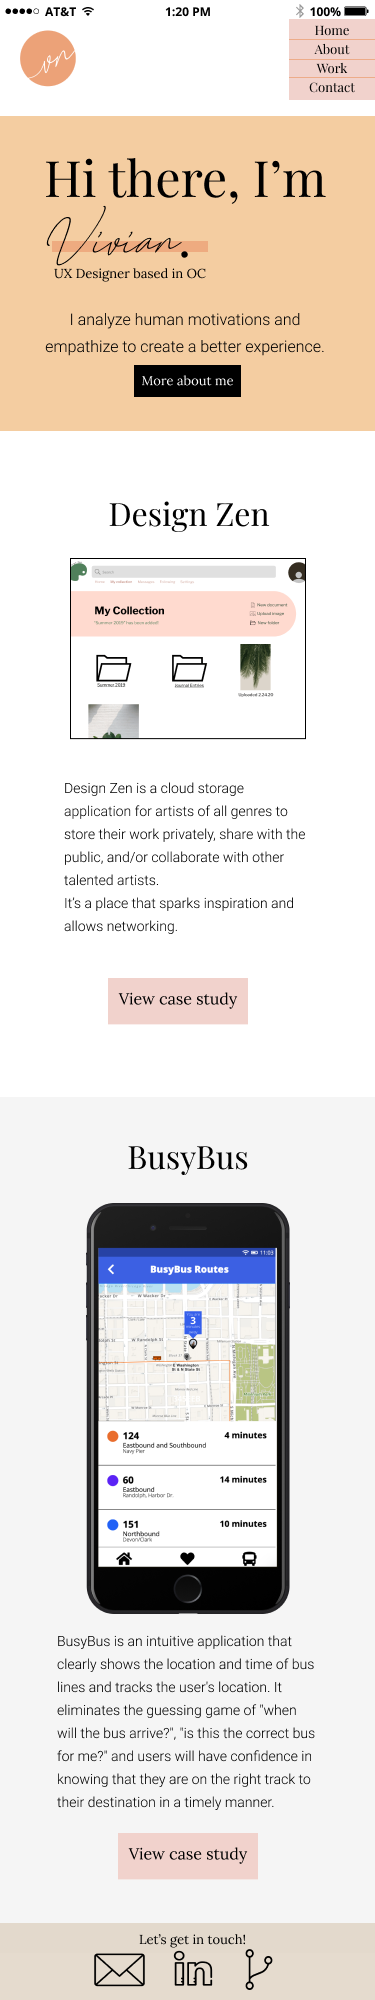 AT&T 1:20 PM 100%
vn
Home
About
Work
Contact
Hi there, I'm
Vivian.
UX Designer based in OC
I analyze human motivations and
empathize to create a better experience.
More about me
Design Zen
Search
Home My collection Messages Following Settings
My Collection
"Summer 2019" has been edited!
New document
Upload image
New folder
Summer 2019
Journal Entries
Uploaded 2.24.20
Design Zen is a cloud storage
application for artists of all genres to
store their work privately, share with the
public, and/or collaborate with other
talented artists.
It's a place that sparks inspiration and
allows networking.
View case study
BusyBus
11:03
BusyBus Routes
W Wacker Dr
W Randolph St
3
E Washington
St & N State St
124
4 minutes
Eastbound and Southbound
Navy Pier
60
14 minutes
Eastbound
Randolph, Harbor Dr.
151
10 minutes
Northbound
Devon/Clark
BusyBus is an intuitive application that
clearly shows the location and time of bus
lines and tracks the user's location. It
eliminates the guessing game of "when
will the bus arrive?", "is this the correct bus
for me?" and users will have confidence in
knowing that they are on the right track to
their destination in a timely manner.
View case study
Let's get in touch!
in